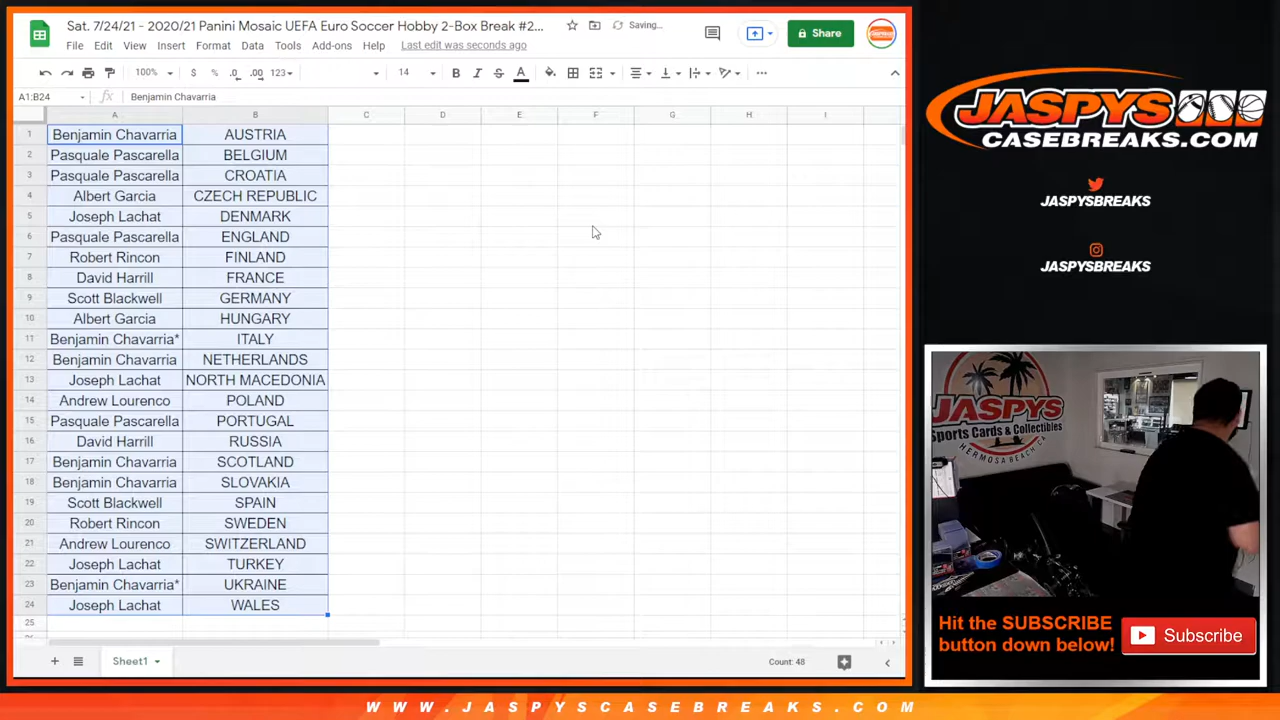 Sat. 7/24/21 - 2020/21 Panini Mosaic UEFA Euro Soccer Hobby 2-Box Break #2...
Saving...
Share
File Edit View Insert Format Data Tools Add-ons Help Last edit was seconds ago
100% $ % .0 .00 123 14 B I S A
A1:B24 fx Benjamin Chavarria
A B C D E F G H I
1 Benjamin Chavarria AUSTRIA
2 Pasquale Pascarella BELGIUM
3 Pasquale Pascarella CROATIA
4 Albert Garcia CZECH REPUBLIC
5 Joseph Lachat DENMARK
6 Pasquale Pascarella ENGLAND
7 Robert Rincon FINLAND
8 David Harrill FRANCE
9 Scott Blackwell GERMANY
10 Albert Garcia HUNGARY
11 Benjamin Chavarria* ITALY
12 Benjamin Chavarria NETHERLANDS
13 Joseph Lachat NORTH MACEDONIA
14 Andrew Lourenco POLAND
15 Pasquale Pascarella PORTUGAL
16 David Harrill RUSSIA
17 Benjamin Chavarria SCOTLAND
18 Benjamin Chavarria SLOVAKIA
19 Scott Blackwell SPAIN
20 Robert Rincon SWEDEN
21 Andrew Lourenco SWITZERLAND
22 Joseph Lachat TURKEY
23 Benjamin Chavarria* UKRAINE
24 Joseph Lachat WALES
25
Sheet1
Count: 48
JASPYS
CASEBREAKS.COM
JASPYSBREAKS
JASPYSBREAKS
JASPYS
Sports Cards & Collectibles
HERMOSA BEACH, CA
Hit the SUBSCRIBE
button down below!
Subscribe
WWW.JASPYSCASEBREAKS.COM